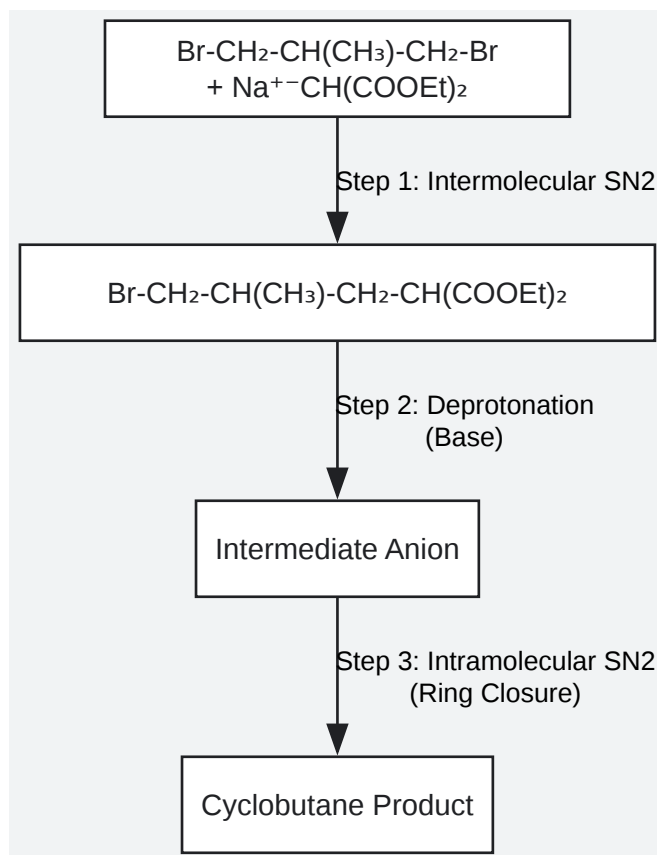 Br-CH₂-CH(CH₃)-CH₂-Br
+ Na⁺⁻CH(COOEt)₂
Step 1: Intermolecular SN2
Br-CH₂-CH(CH₃)-CH₂-CH(COOEt)₂
Step 2: Deprotonation
(Base)
Intermediate Anion
Step 3: Intramolecular SN2
(Ring Closure)
Cyclobutane Product